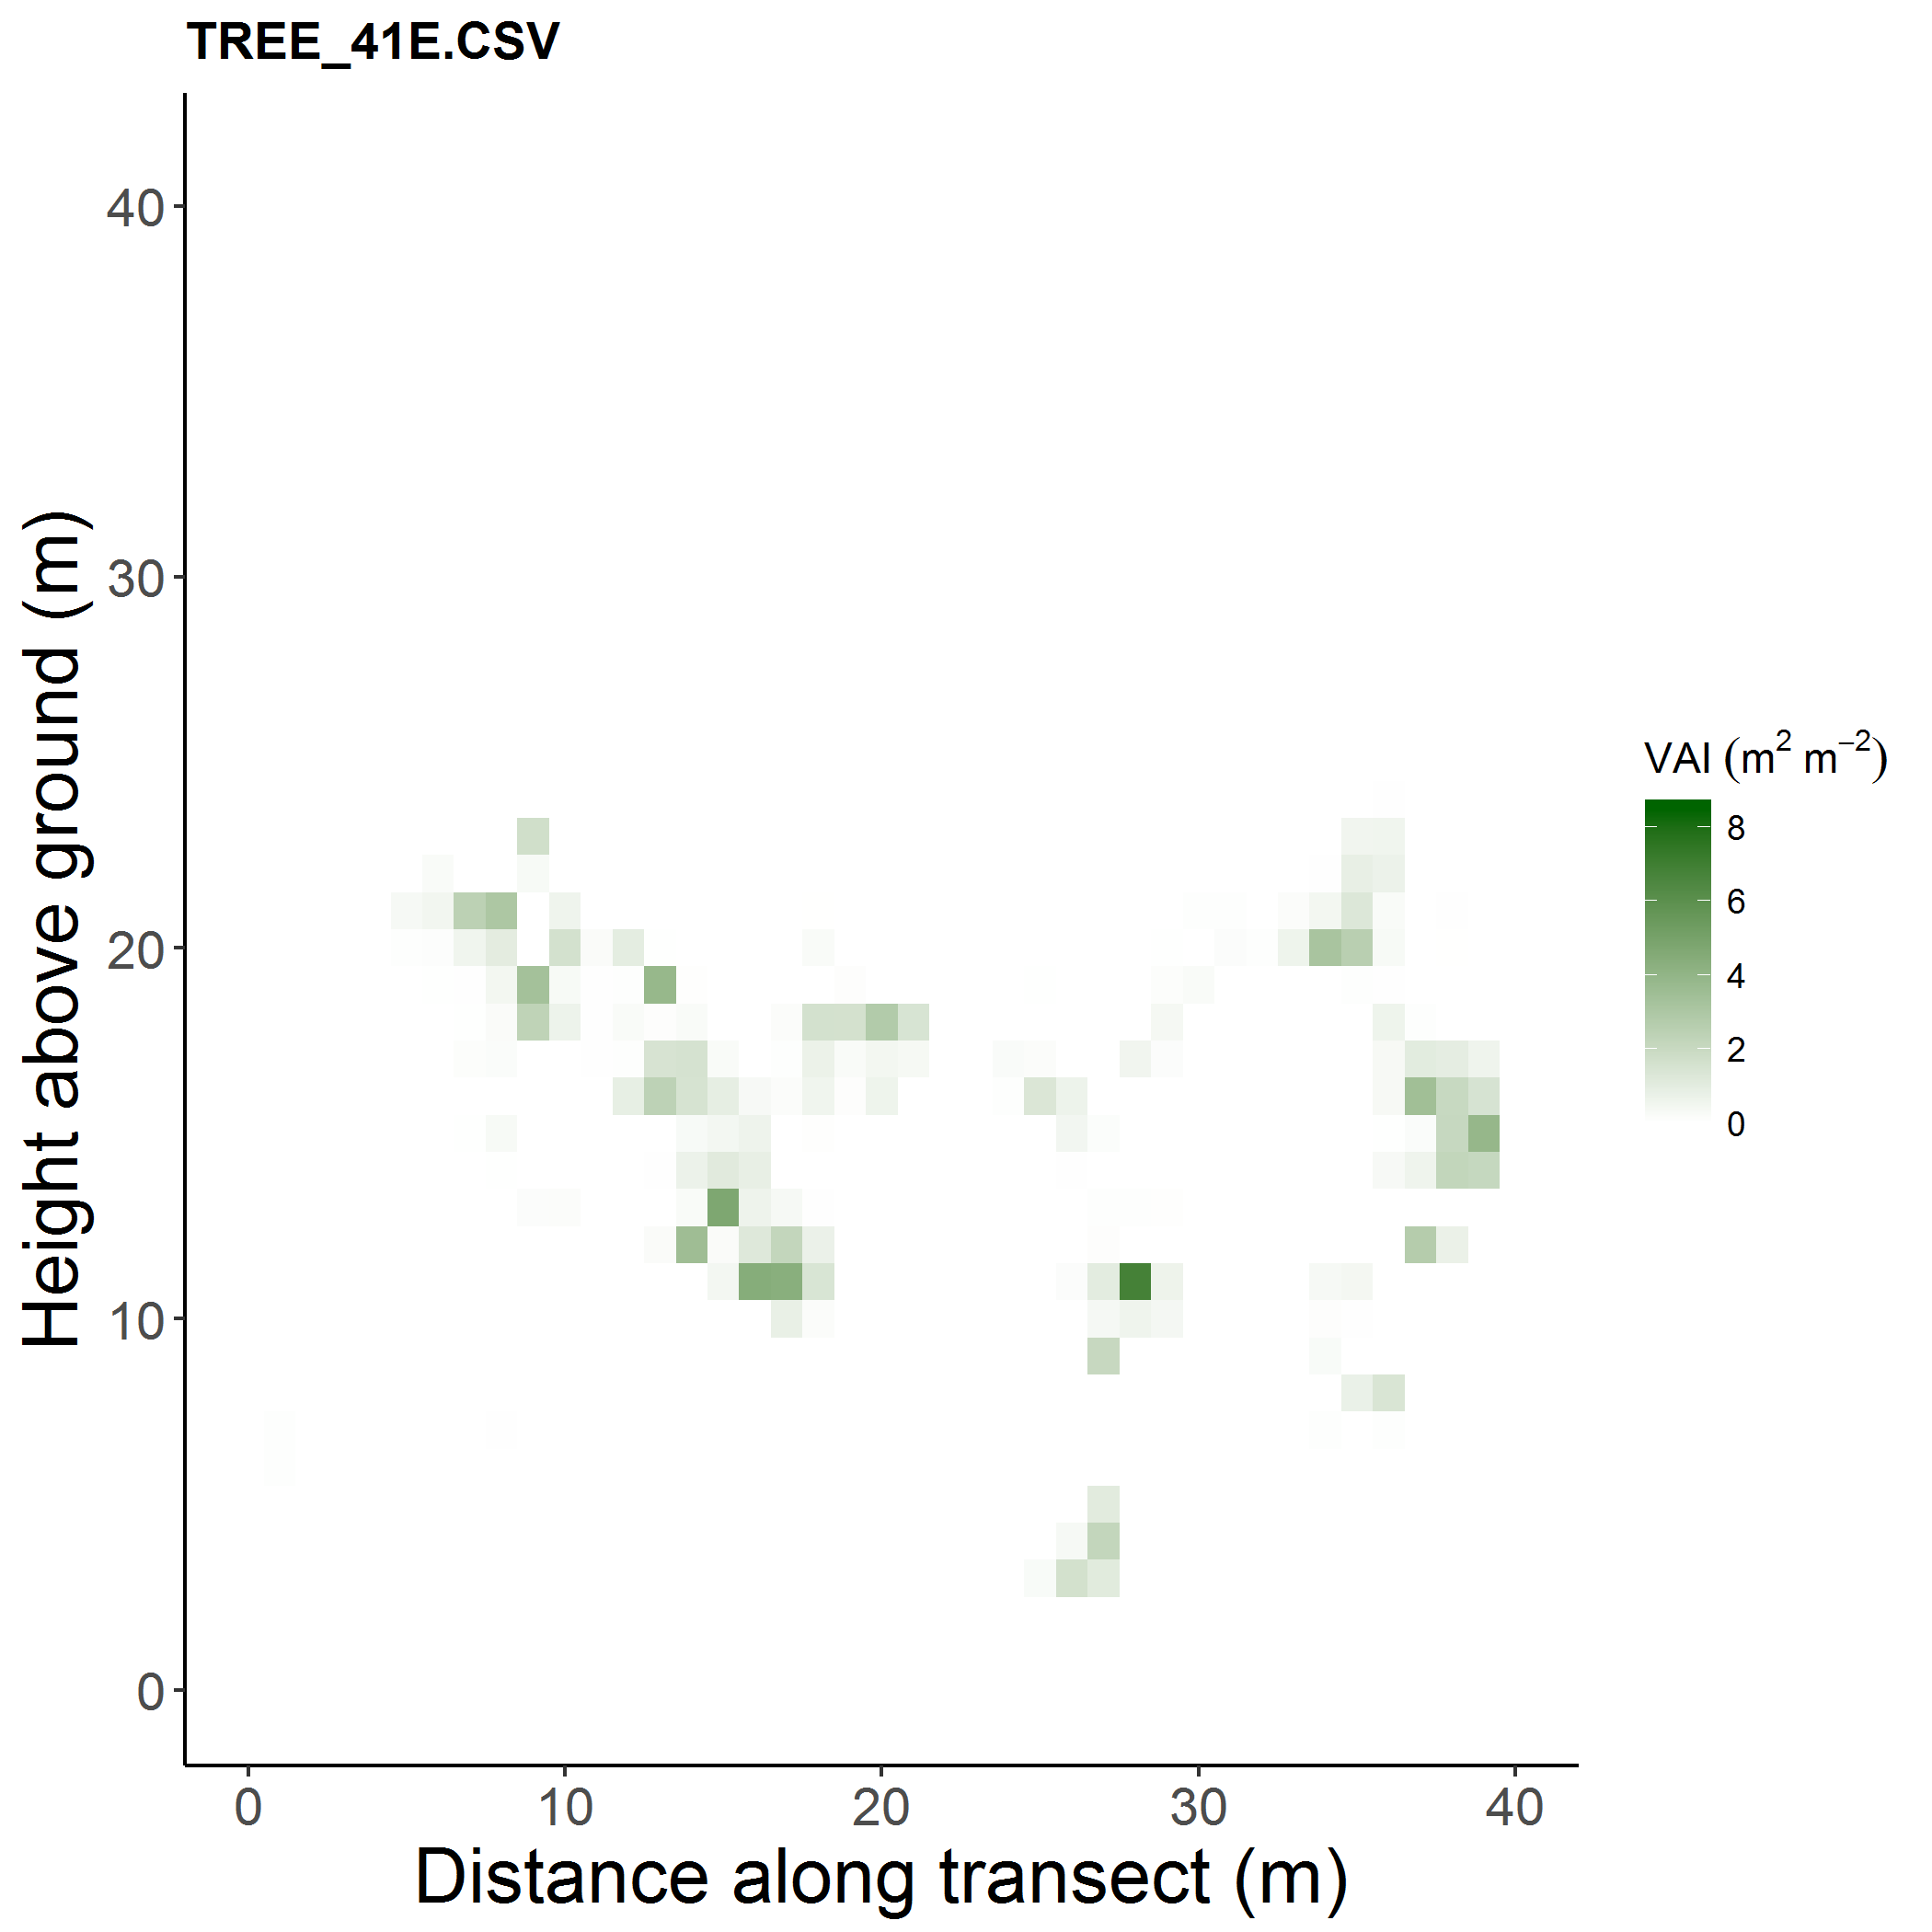 TREE_41E.CSV
Height above ground (m)
40
30
20
10
0
0 10 20 30 40
Distance along transect (m)
VAI (m² m⁻²)
8
6
4
2
0